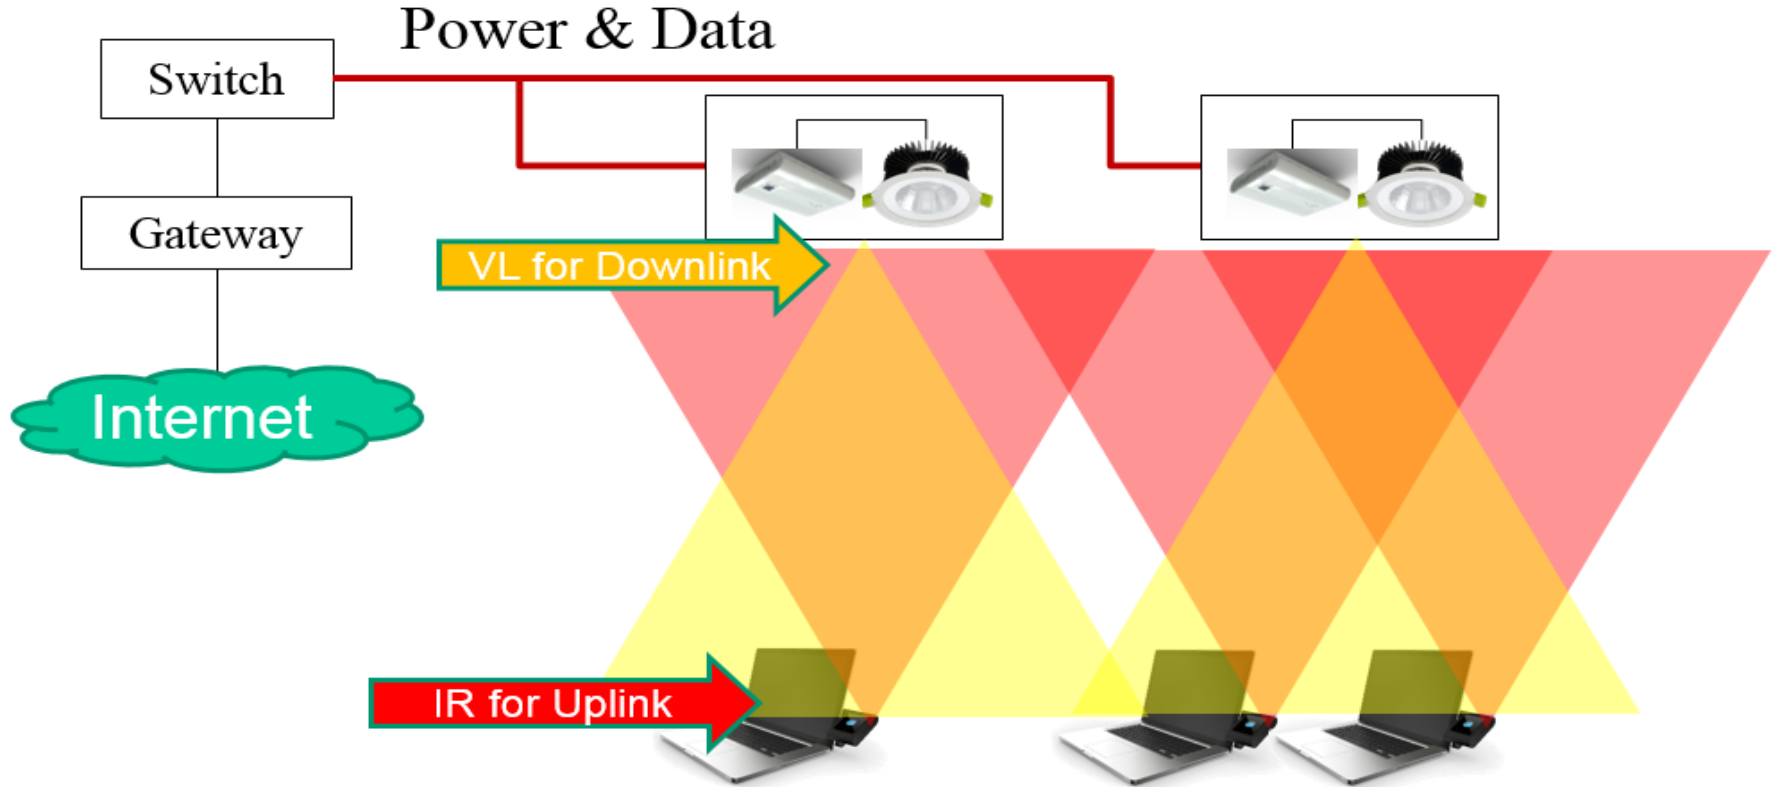 Power & Data
Switch
Gateway
VL for Downlink
Internet
IR for Uplink